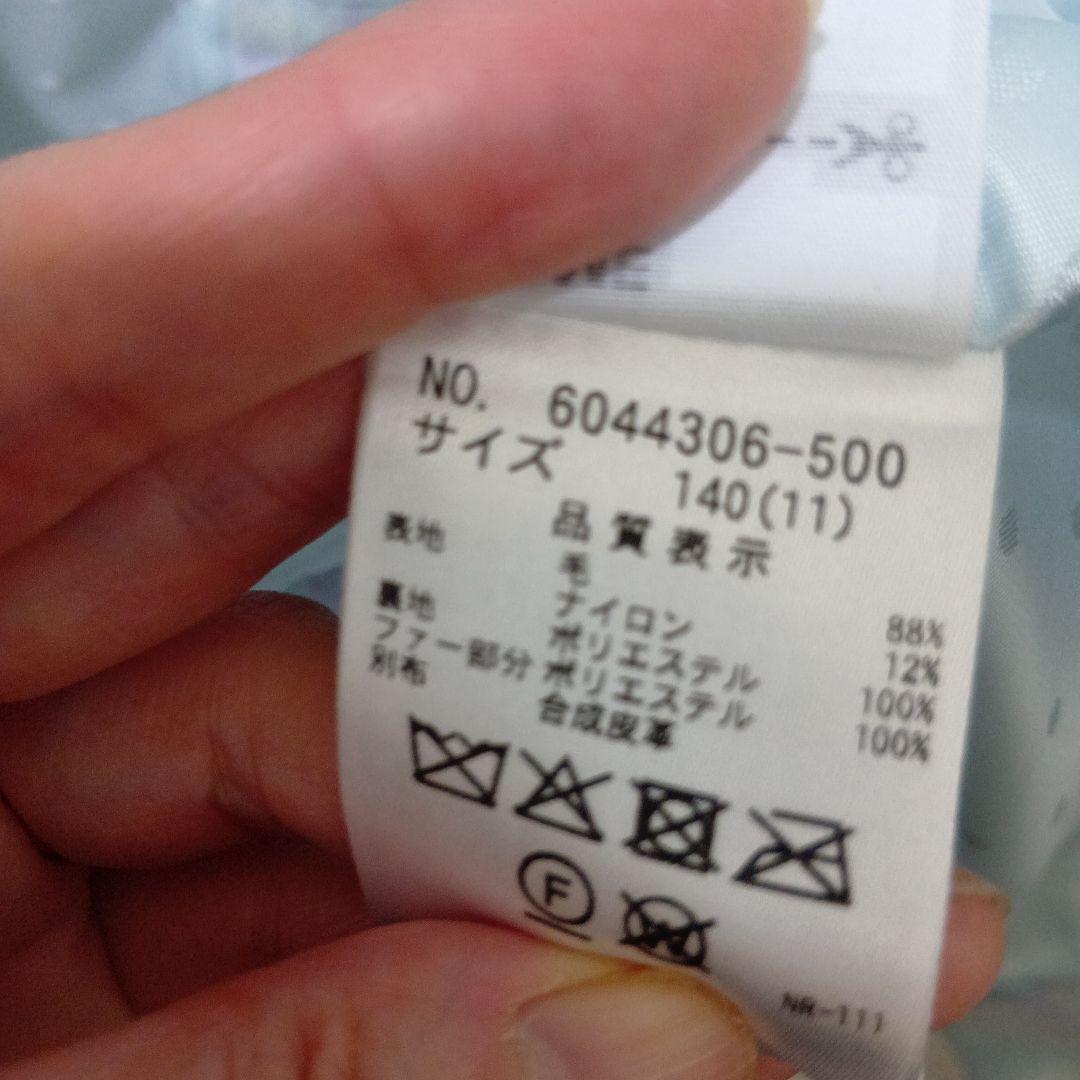 NO. 6044306-500
サイズ 140(11)
品質表示
表地 毛 88%
ナイロン 12%
裏地 ポリエステル 100%
ファー部分 ポリエステル 100%
別布 合成皮革
F
W
NR-111